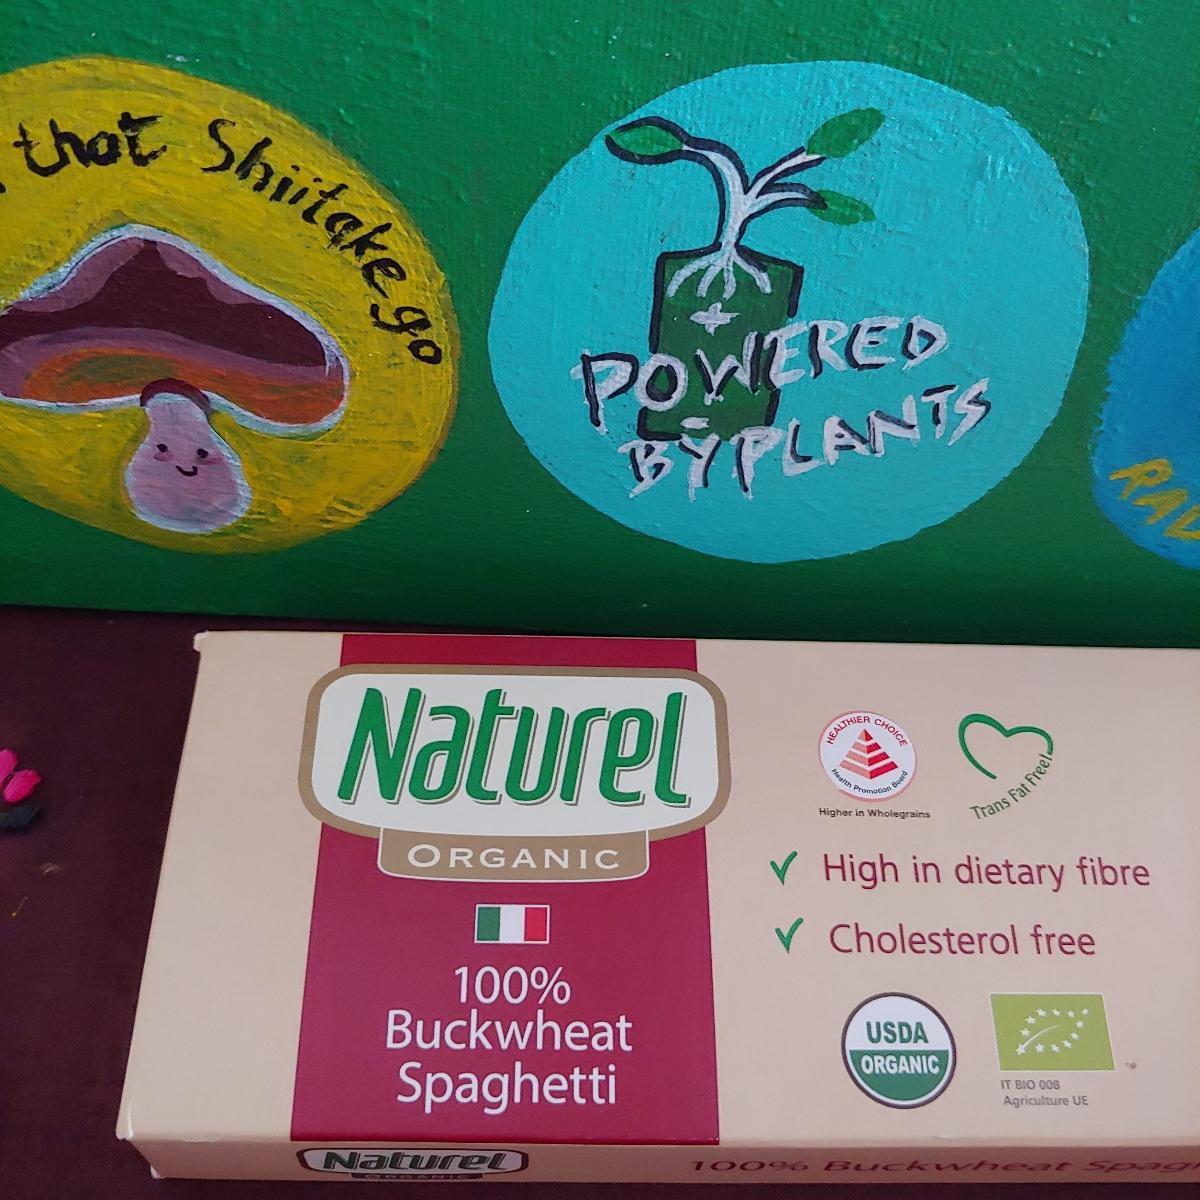 that Shiitake go
POWERED
BY PLANTS
RAD
Naturel
ORGANIC
100%
Buckwheat
Spaghetti
HEALTHIER CHOICE
Health Promotion Board
Higher in Wholegrains
Trans Fat Free!
✓ High in dietary fibre
✓ Cholesterol free
USDA
ORGANIC
IT BIO 008
Agriculture UE
Naturel
ORGANIC
100% Buckwheat Spag